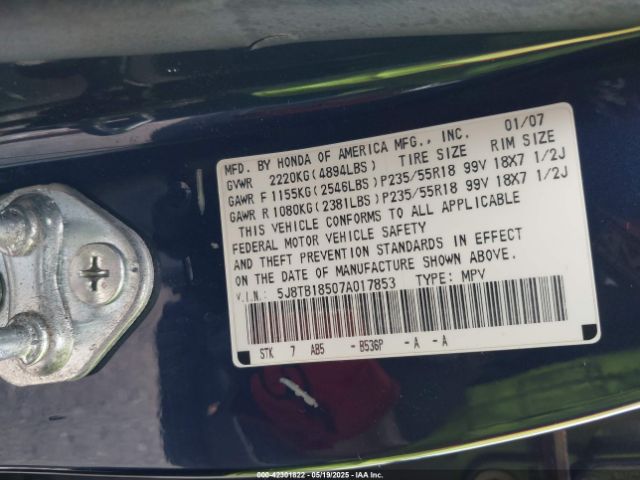 MFD. BY HONDA OF AMERICA MFG., INC. 01/07
GVWR 2220KG(4894LBS) TIRE SIZE RIM SIZE
GAWR F 1155KG(2546LBS)P235/55R18 99V 18X7 1/2J
GAWR R 1080KG(2381LBS)P235/55R18 99V 18X7 1/2J
THIS VEHICLE CONFORMS TO ALL APPLICABLE
FEDERAL MOTOR VEHICLE SAFETY
AND THEFT PREVENTION STANDARDS IN EFFECT
ON THE DATE OF MANUFACTURE SHOWN ABOVE.
V.I.N.: 5J8TB18507A017853 TYPE: MPV
STK 7 AB5 -B536P -A -A
000-42301822 - 05/19/2025 - IAA Inc.